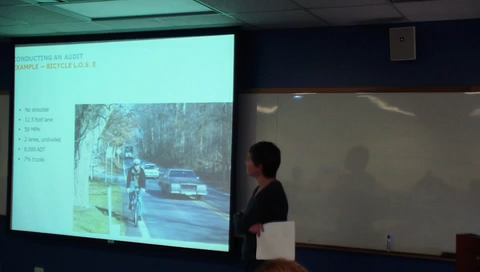 CONDUCTING AN AUDIT
EXAMPLE – BICYCLE L.O.S. E
No shoulder
12.5 foot lane
50 MPH
2 lanes, undivided
8,000 ADT
7% trucks